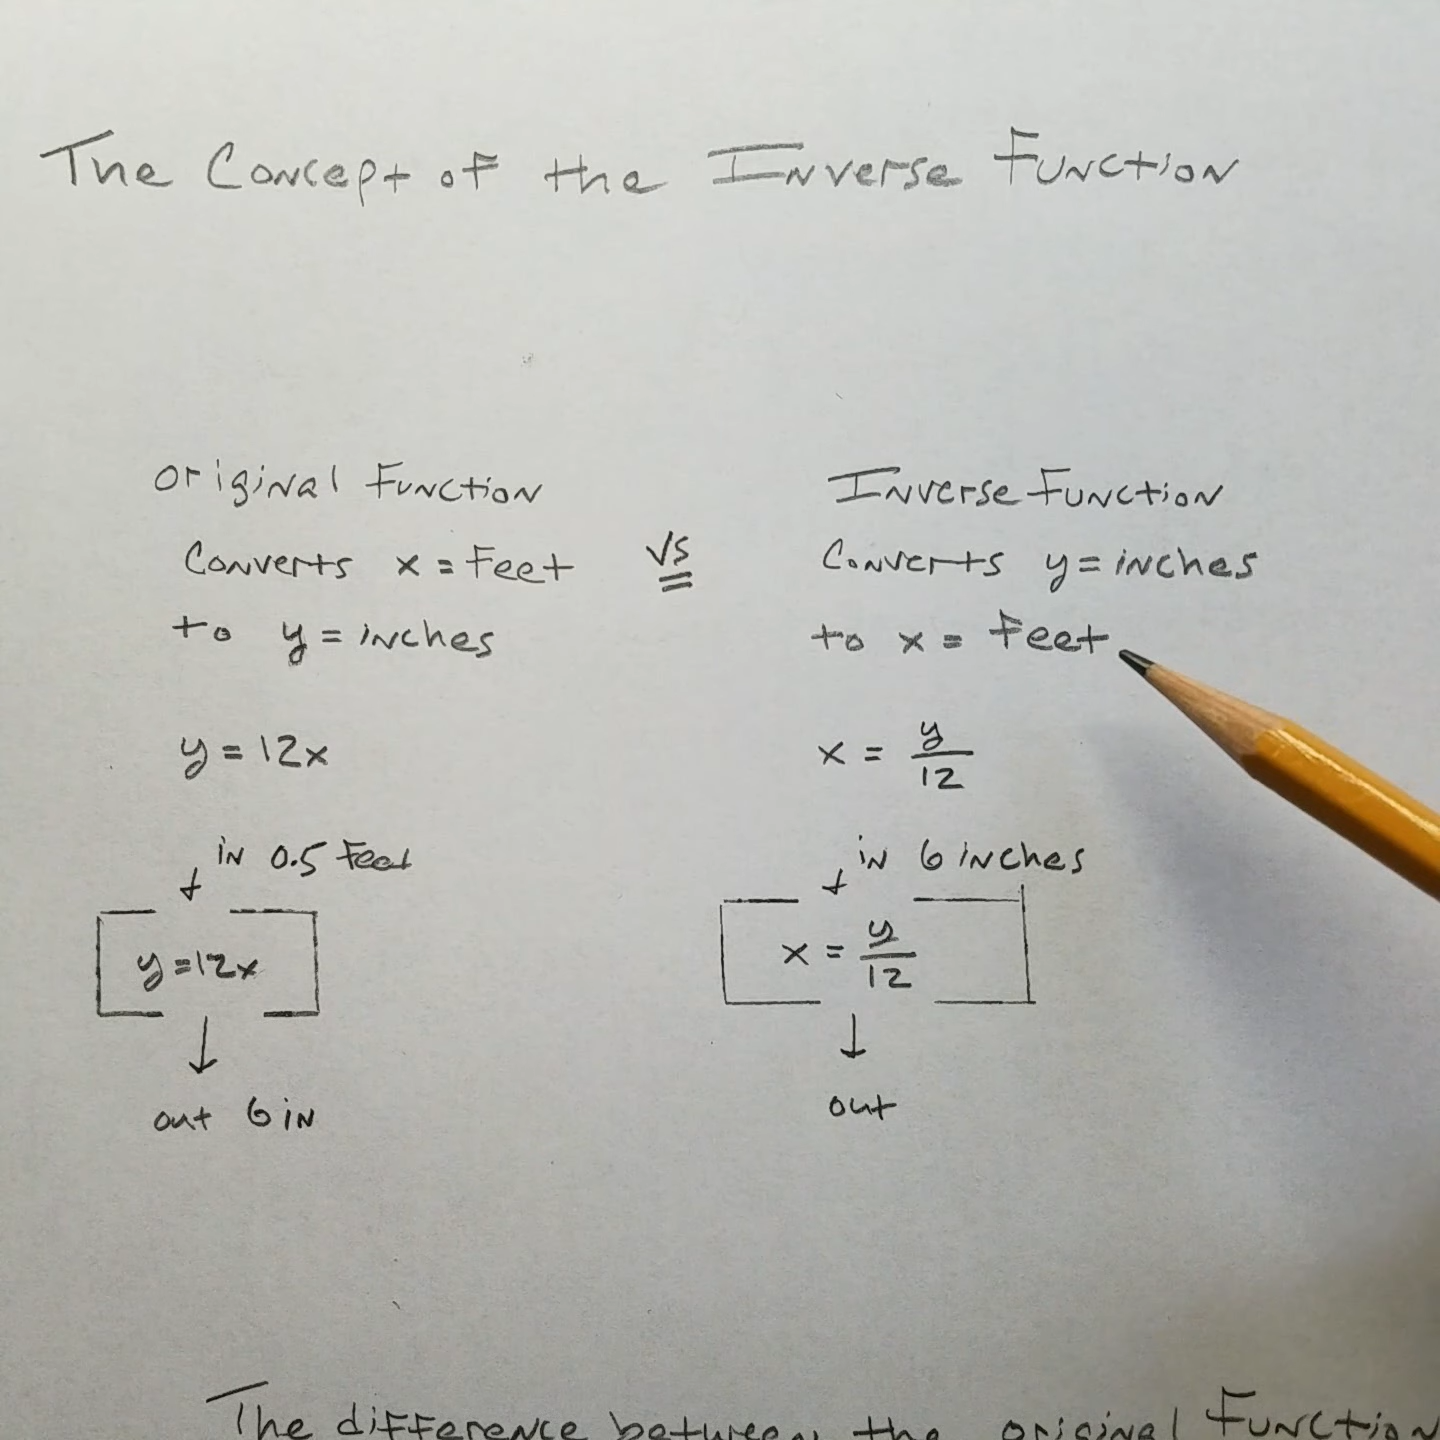 The Concept of the Inverse Function
Original Function
Converts x = Feet
to y = inches
y = 12x
in 0.5 Feet
y = 12x
out 6 in
vs
Inverse Function
Converts y = inches
to x = Feet
x = y/12
in 6 inches
x = y/12
out
The difference between the original Function